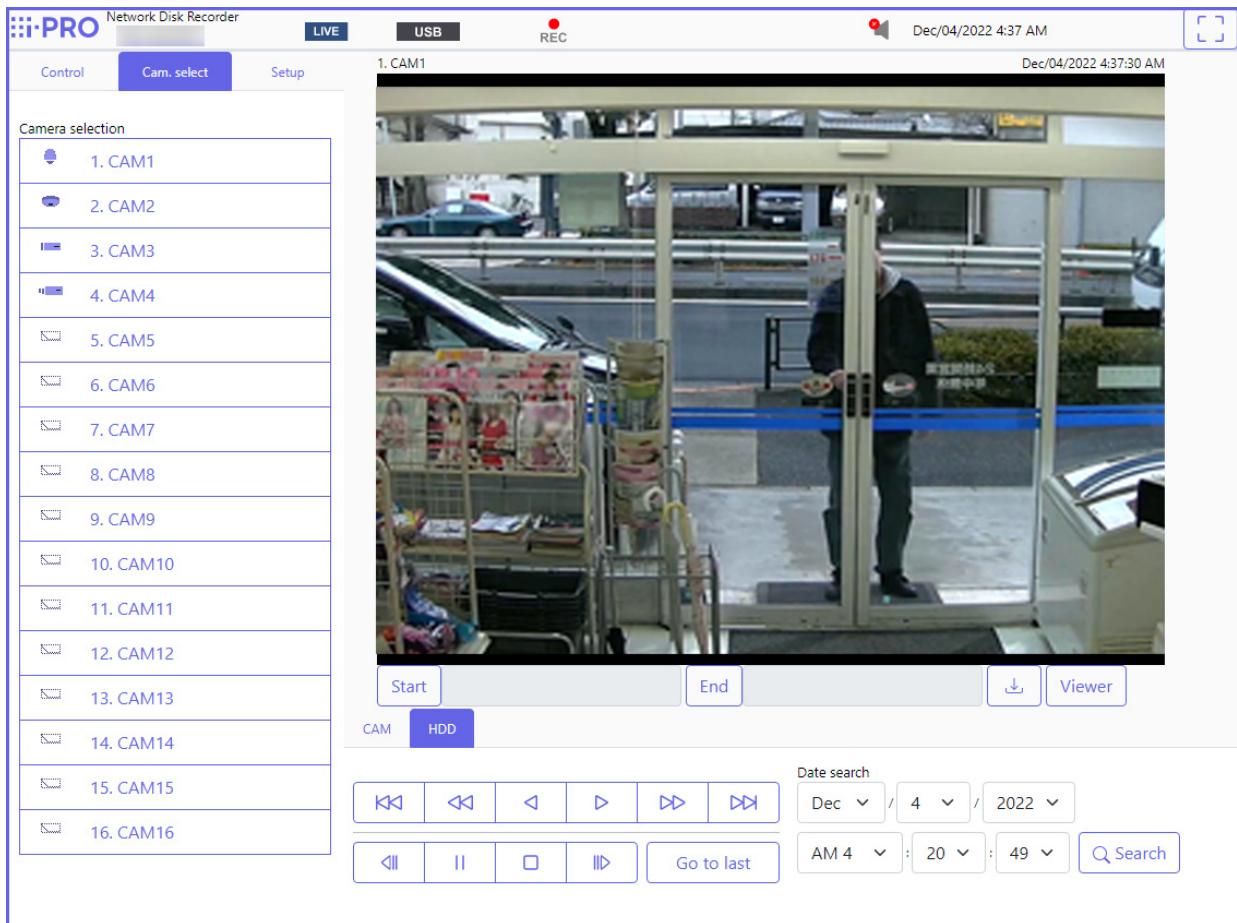 i-PRO Network Disk Recorder
LIVE
USB
REC
Dec/04/2022 4:37 AM
Control
Cam. select
Setup
1. CAM1
Dec/04/2022 4:37:30 AM
Camera selection
1. CAM1
2. CAM2
3. CAM3
4. CAM4
5. CAM5
6. CAM6
7. CAM7
8. CAM8
9. CAM9
10. CAM10
11. CAM11
12. CAM12
13. CAM13
14. CAM14
15. CAM15
16. CAM16
Start
End
Viewer
CAM
HDD
Date search
Dec / 4 / 2022
AM 4 : 20 : 49
Search
Go to last